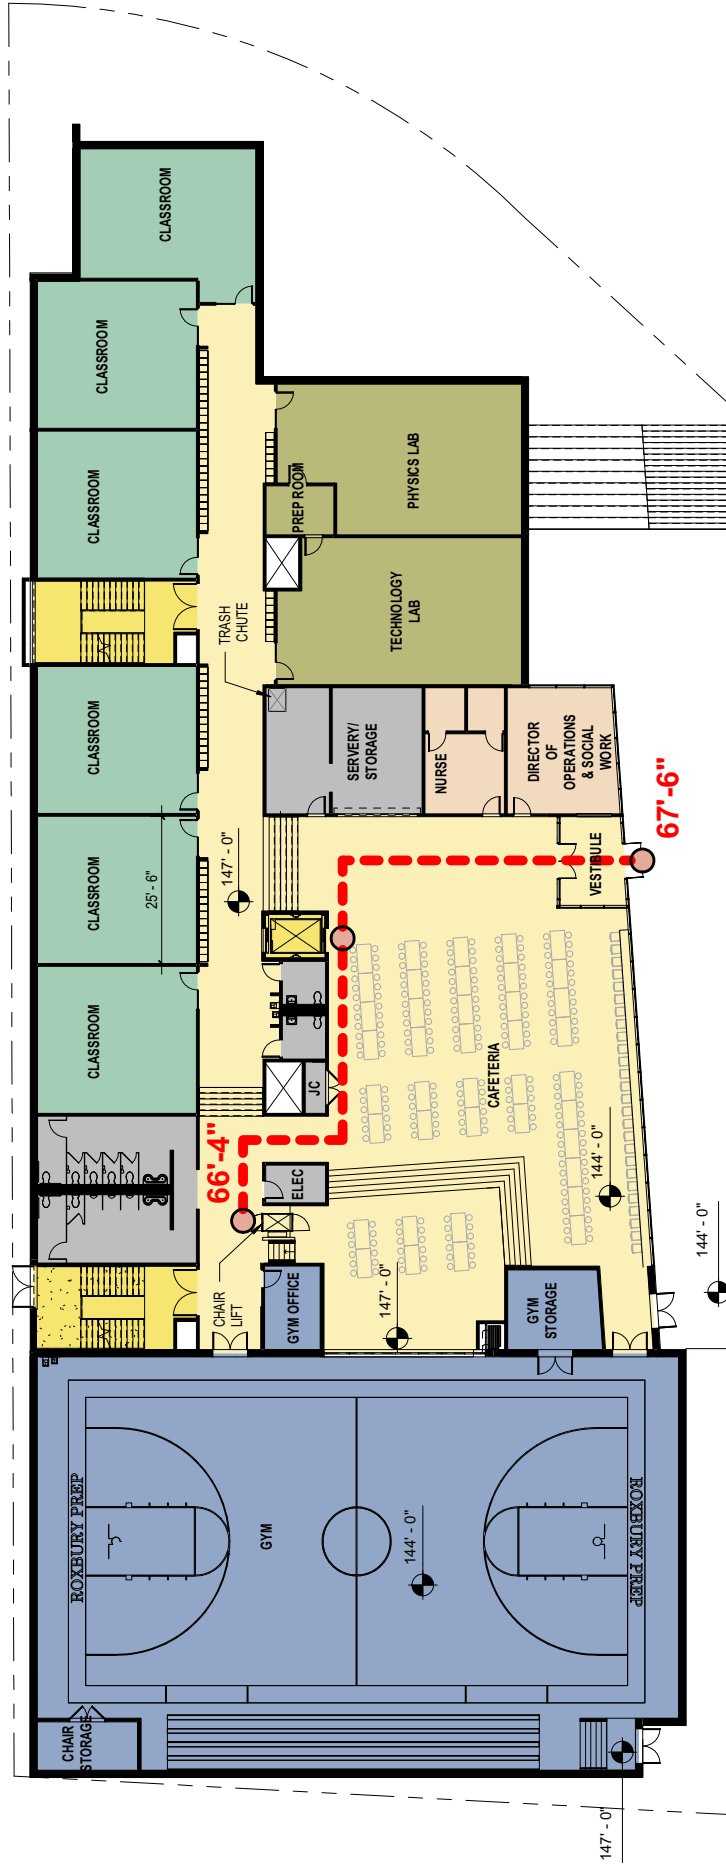 CLASSROOM
CLASSROOM
CLASSROOM
PHYSICS LAB
PREP ROOM
TECHNOLOGY
LAB
TRASH
CHUTE
CLASSROOM
SERVERY/
STORAGE
NURSE
DIRECTOR
OF
OPERATIONS
& SOCIAL
WORK
67'-6"
VESTIBULE
CLASSROOM
25' - 6"
147' - 0"
CLASSROOM
JC
CAFETERIA
66'-4"
ELEC
144' - 0"
144' - 0"
CHAIR
LIFT
GYM OFFICE
147' - 0"
GYM
STORAGE
ROXBURY PREP
GYM
144' - 0"
ROXBURY PREP
CHAIR
STORAGE
147' - 0"